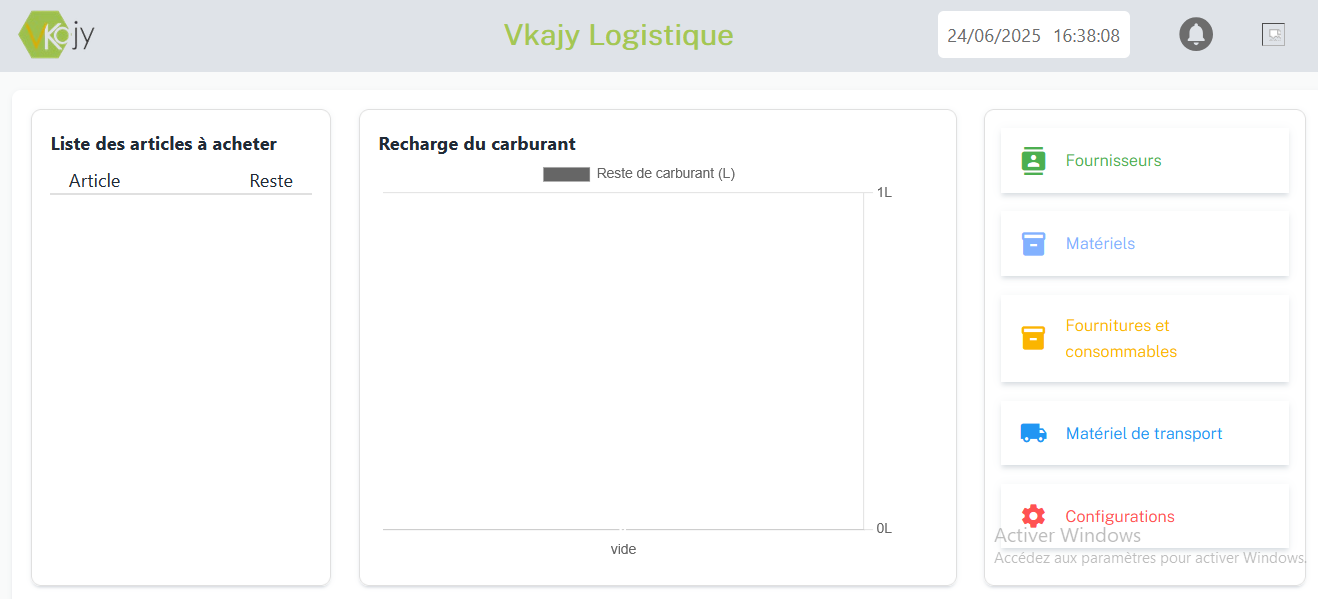 Vkajy
Vkajy Logistique
24/06/2025 16:38:08
Liste des articles à acheter
Article Reste
Recharge du carburant
Reste de carburant (L)
1L
0L
vide
Fournisseurs
Matériels
Fournitures et
consommables
Matériel de transport
Configurations
Activer Windows
Accédez aux paramètres pour activer Windows.